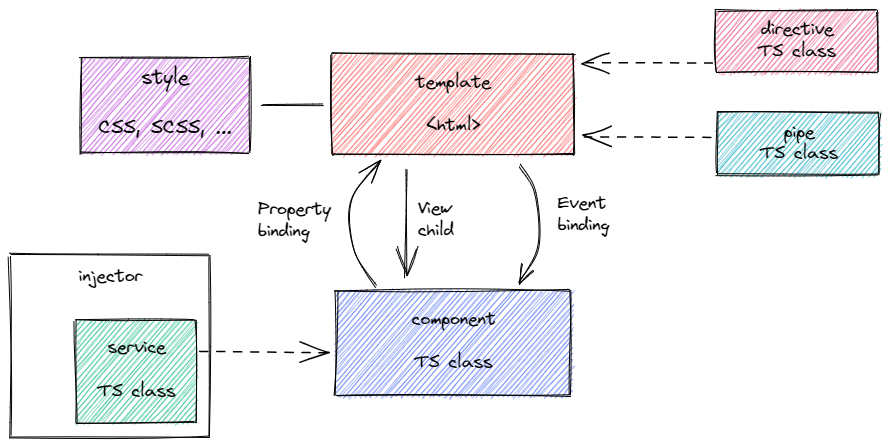 directive
TS class
style
CSS, SCSS, ...
template
<html>
pipe
TS class
Property
binding
View
child
Event
binding
injector
service
TS class
component
TS class